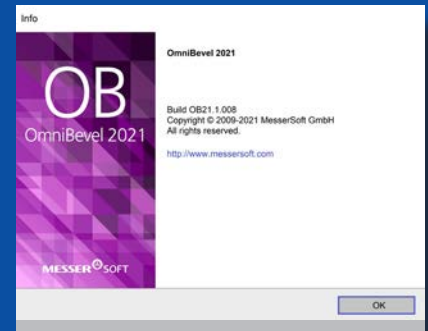 Info
OB
OmniBevel 2021
MESSER SOFT
OmniBevel 2021
Build OB21.1.008
Copyright © 2009-2021 MesserSoft GmbH
All rights reserved.
http://www.messersoft.com
OK